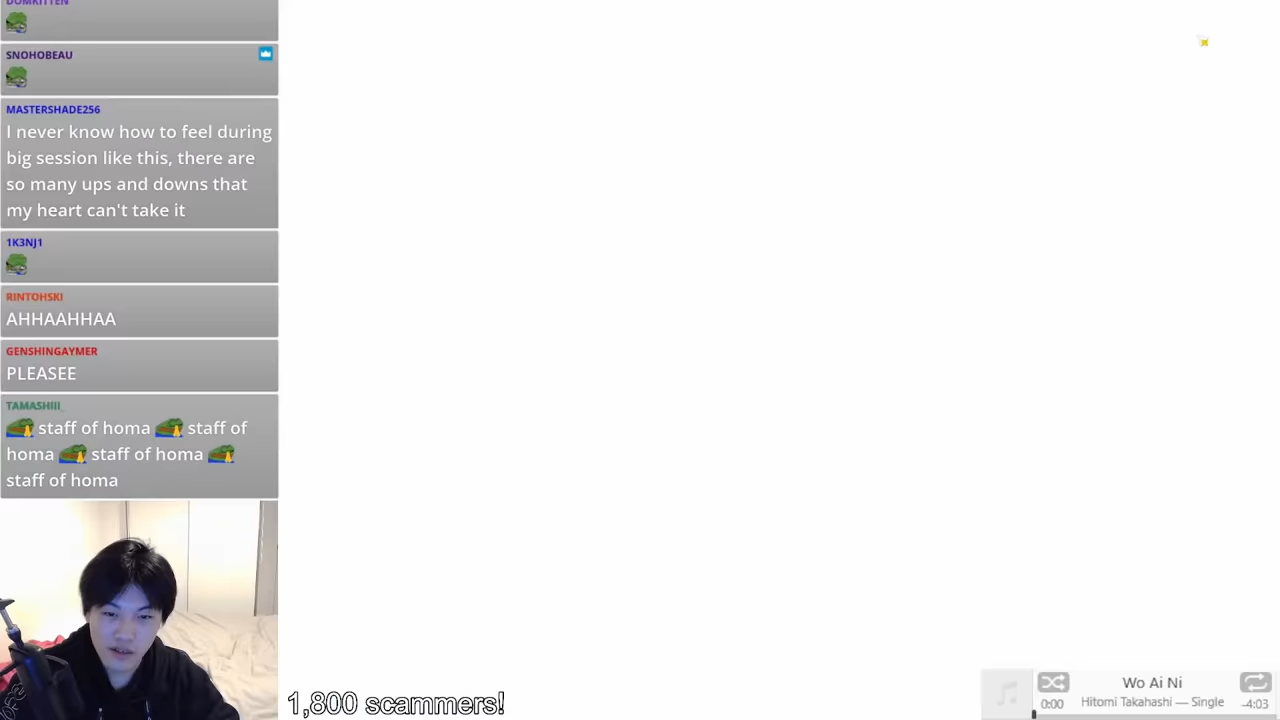 DOMKITTEN
SNOHOBEAU
MASTERSHADE256
I never know how to feel during
big session like this, there are
so many ups and downs that
my heart can't take it
1K3NJ1
RINTOHSKI
AHHAAHHAA
GENSHINGAYMER
PLEASEE
TAMASHIII_
staff of homa staff of
homa staff of homa
staff of homa
1,800 scammers!
Wo Ai Ni
0:00 Hitomi Takahashi — Single -4:03